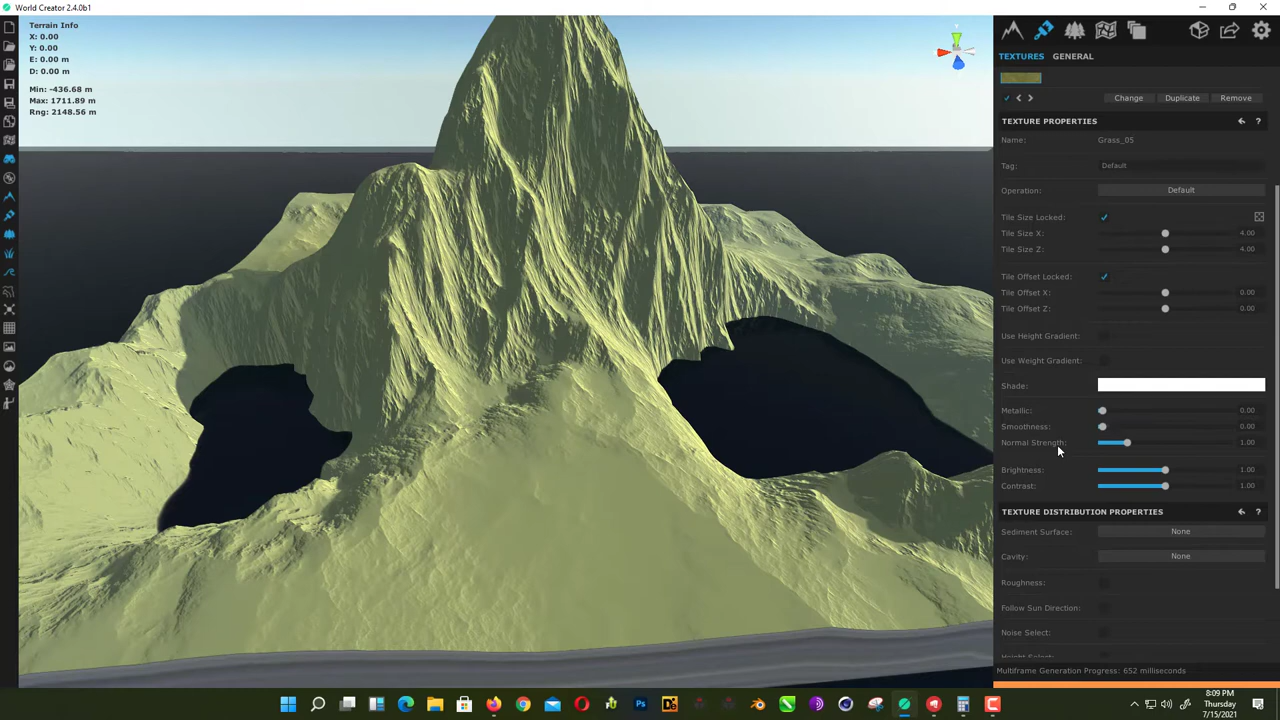 World Creator 2.4.0b1
Terrain Info
X: 0.00
Y: 0.00
E: 0.00 m
D: 0.00 m
Min: -436.68 m
Max: 1711.89 m
Rng: 2148.56 m
TEXTURES GENERAL
Change Duplicate Remove
TEXTURE PROPERTIES ?
Name: Grass_05
Tag: Default
Operation: Default
Tile Size Locked:
Tile Size X: 4.00
Tile Size Z: 4.00
Tile Offset Locked:
Tile Offset X: 0.00
Tile Offset Z: 0.00
Use Height Gradient:
Use Weight Gradient:
Shade:
Metallic: 0.00
Smoothness: 0.00
Normal Strength: 1.00
Brightness: 1.00
Contrast: 1.00
TEXTURE DISTRIBUTION PROPERTIES ?
Sediment Surface: None
Cavity: None
Roughness:
Follow Sun Direction:
Noise Select:
Height Select:
Multiframe Generation Progress: 652 milliseconds
8:09 PM
Thursday
7/15/2021